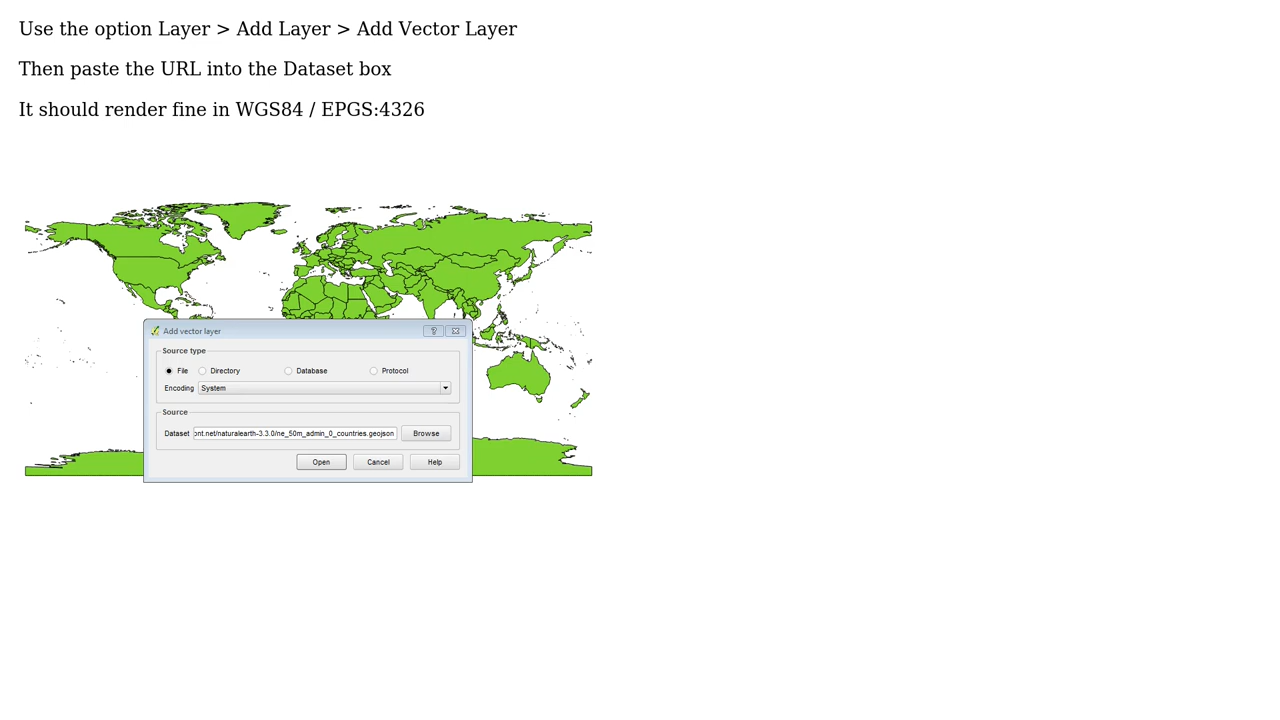 Use the option Layer > Add Layer > Add Vector Layer
Then paste the URL into the Dataset box
It should render fine in WGS84 / EPGS:4326
Add vector layer
Source type
File Directory Database Protocol
Encoding System
Source
Dataset ont.net/naturalearth-3.3.0/ne_50m_admin_0_countries.geojson Browse
Open Cancel Help